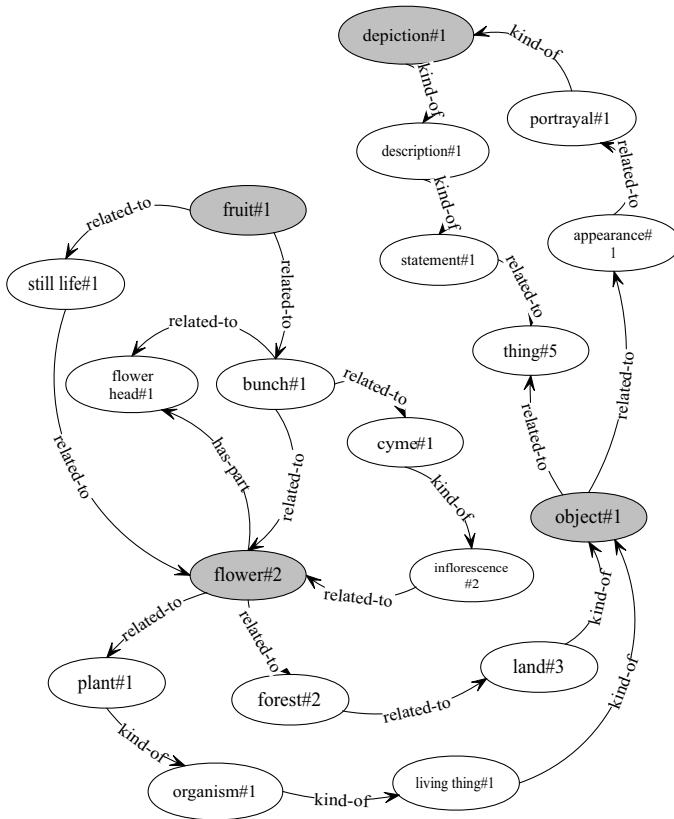 depiction#1
kind-of
kind-of
portrayal#1
description#1
related-to
kind-of
fruit#1
related-to
appearance#
1
statement#1
still life#1
related-to
related-to
related-to
thing#5
flower
head#1
bunch#1
related-to
related-to
related-to
cyme#1
related-to
has-part
related-to
kind-of
object#1
flower#2
inflorescence
#2
related-to
kind-of
related-to
related-to
kind-of
plant#1
forest#2
land#3
related-to
kind-of
organism#1
kind-of
living thing#1